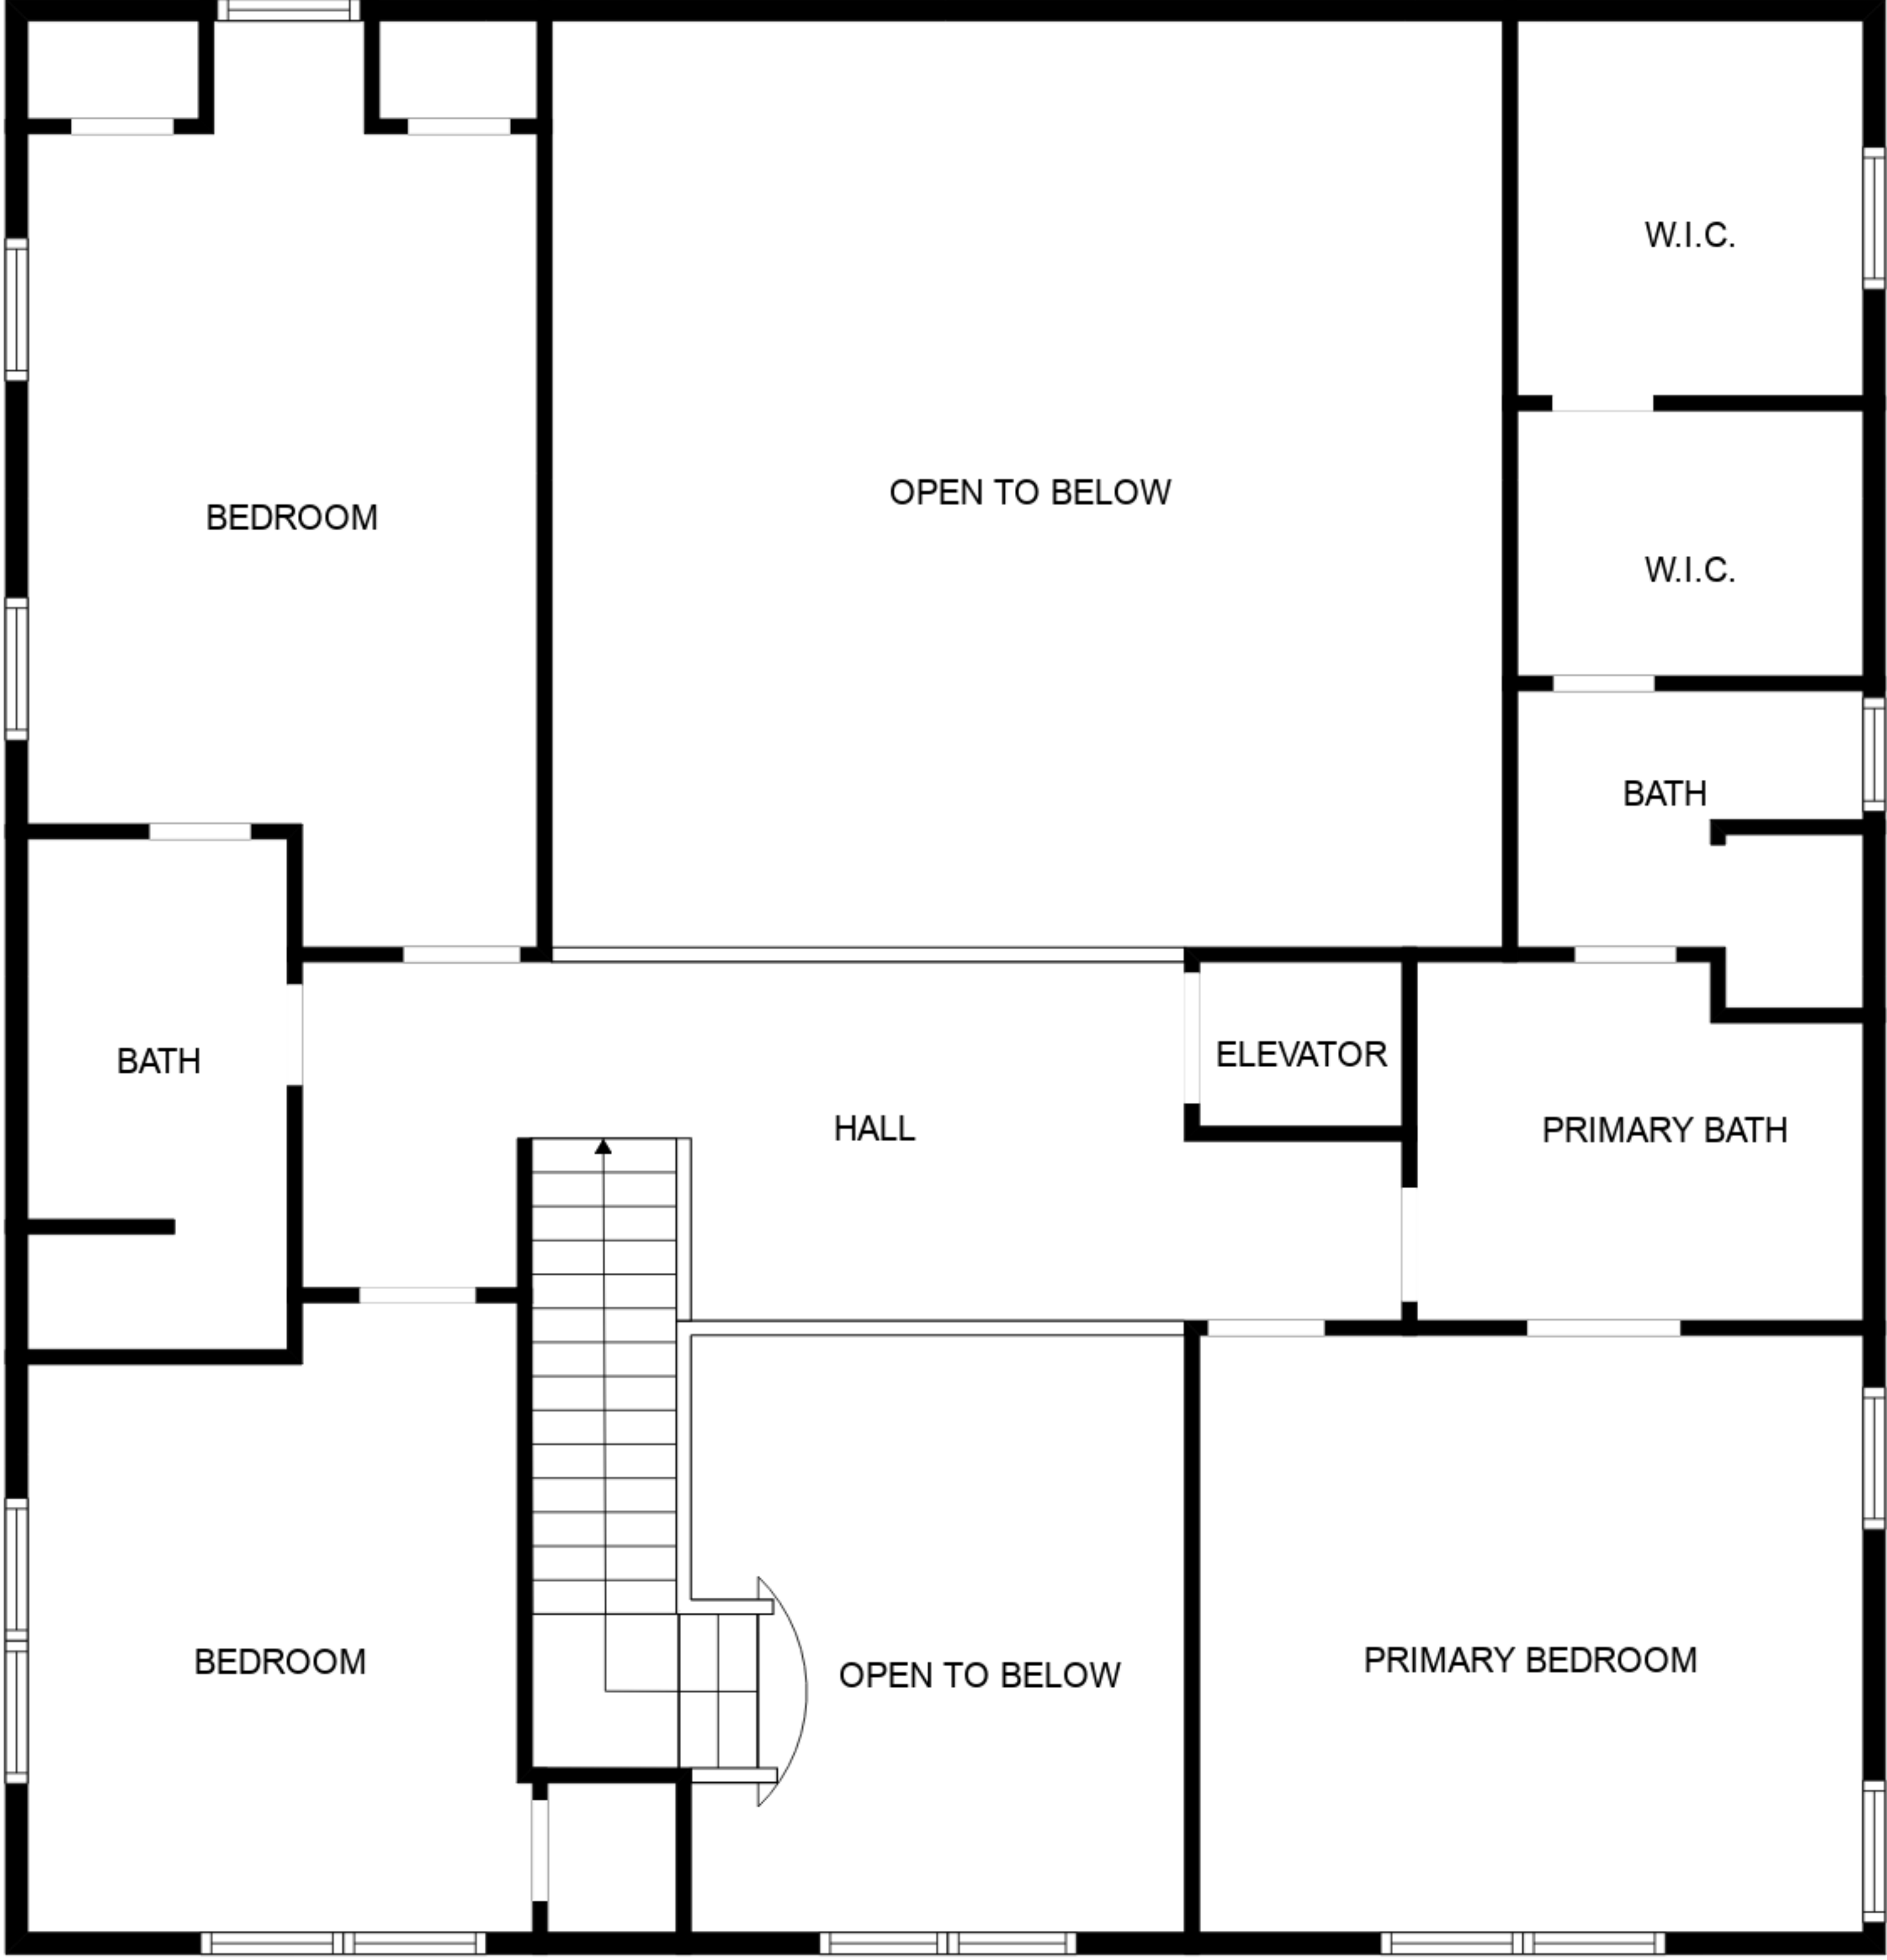 W.I.C.
OPEN TO BELOW
BEDROOM
W.I.C.
BATH
ELEVATOR
BATH
HALL
PRIMARY BATH
BEDROOM
OPEN TO BELOW
PRIMARY BEDROOM